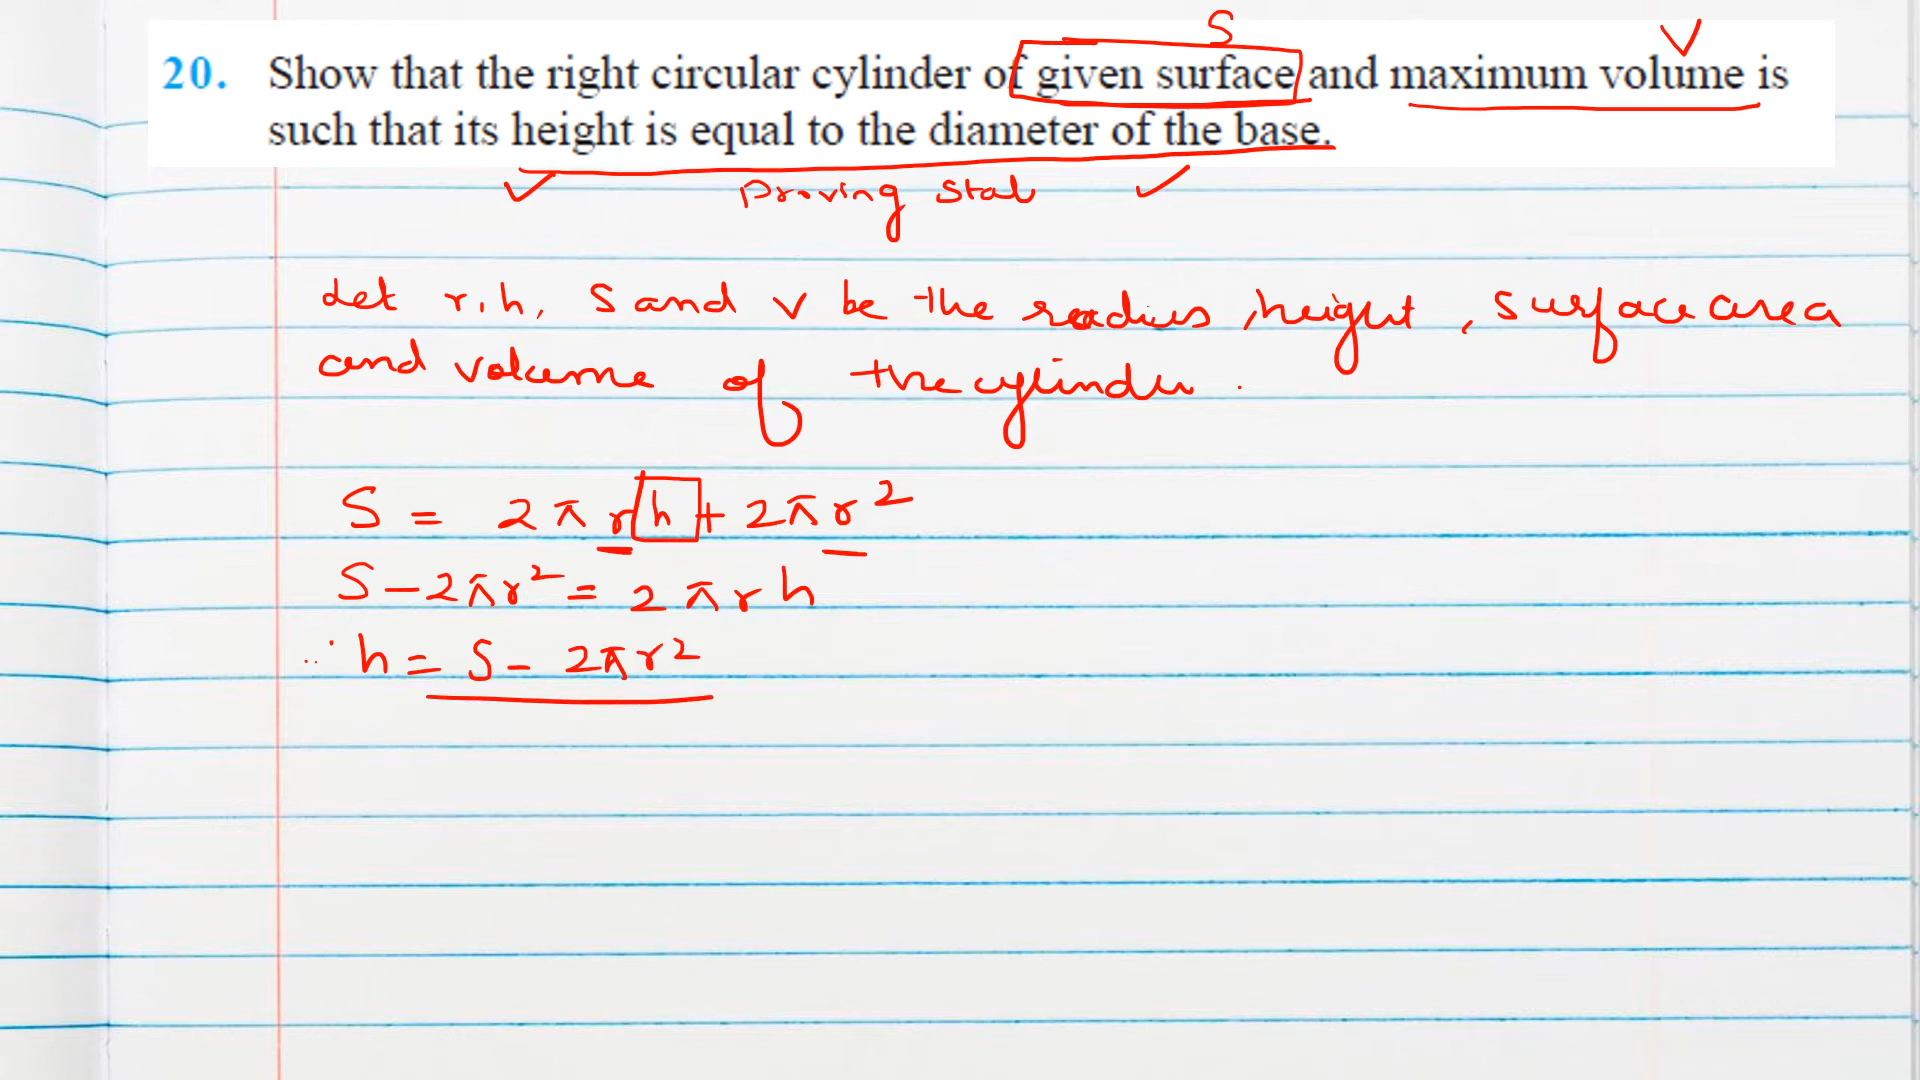 S V
20. Show that the right circular cylinder of given surface and maximum volume is
such that its height is equal to the diameter of the base.
Proving stat
Let r, h, S and V be the radius, height, surface area
and volume of the cylinder.
S = 2πrh + 2πr²
S - 2πr² = 2πrh
∴ h = S - 2πr²